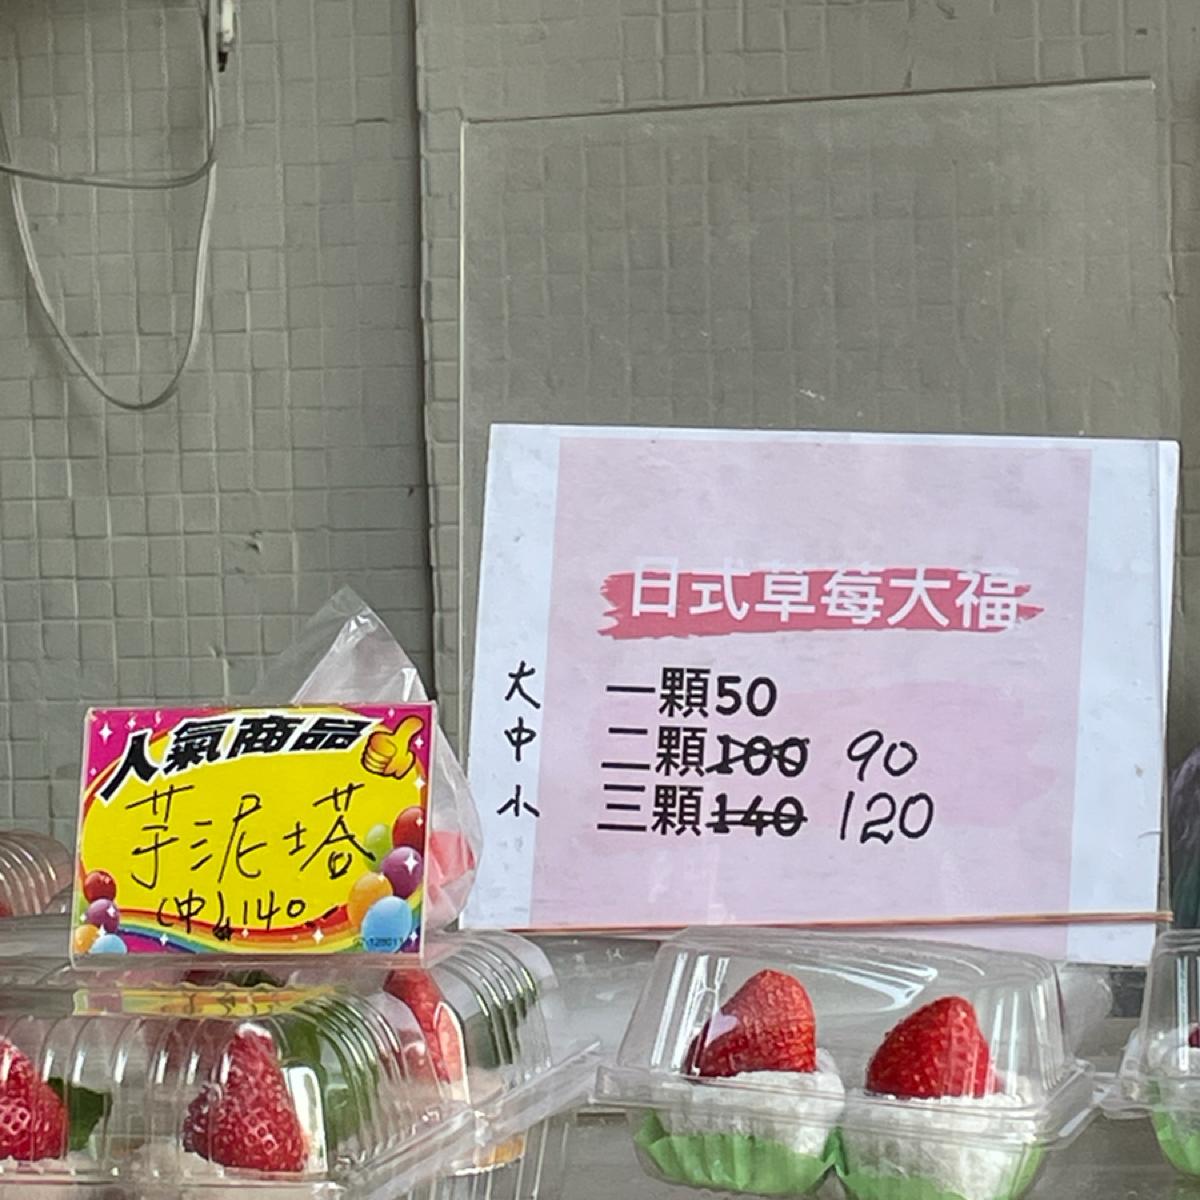 日式草莓大福
大 一顆50
中 二顆100 90
小 三顆140 120
人氣商品
芋泥塔
(中)140.-